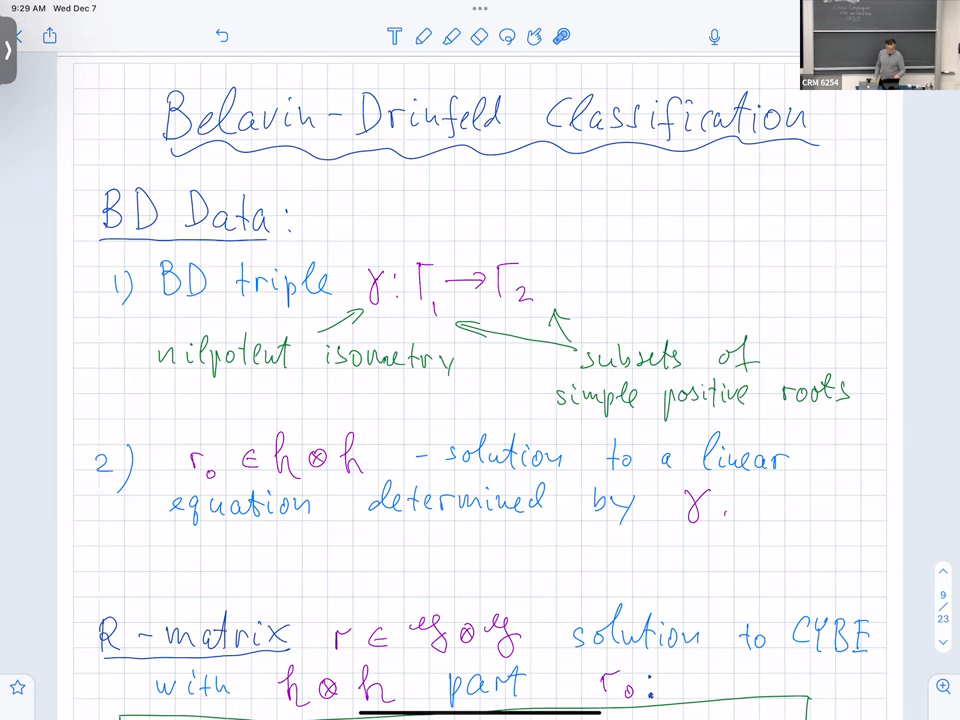 9:29 AM Wed Dec 7
CRM 6254
Belavin-Drinfeld Classification
BD Data:
1) BD triple γ: Γ₁ → Γ₂
nilpotent isometry
subsets of
simple positive roots
2) r₀ ∈ h ⊗ h - solution to a linear
equation determined by γ.
R-matrix r ∈ 𝔤 ⊗ 𝔤 solution to CYBE
with h ⊗ h part r₀:
9
/
23